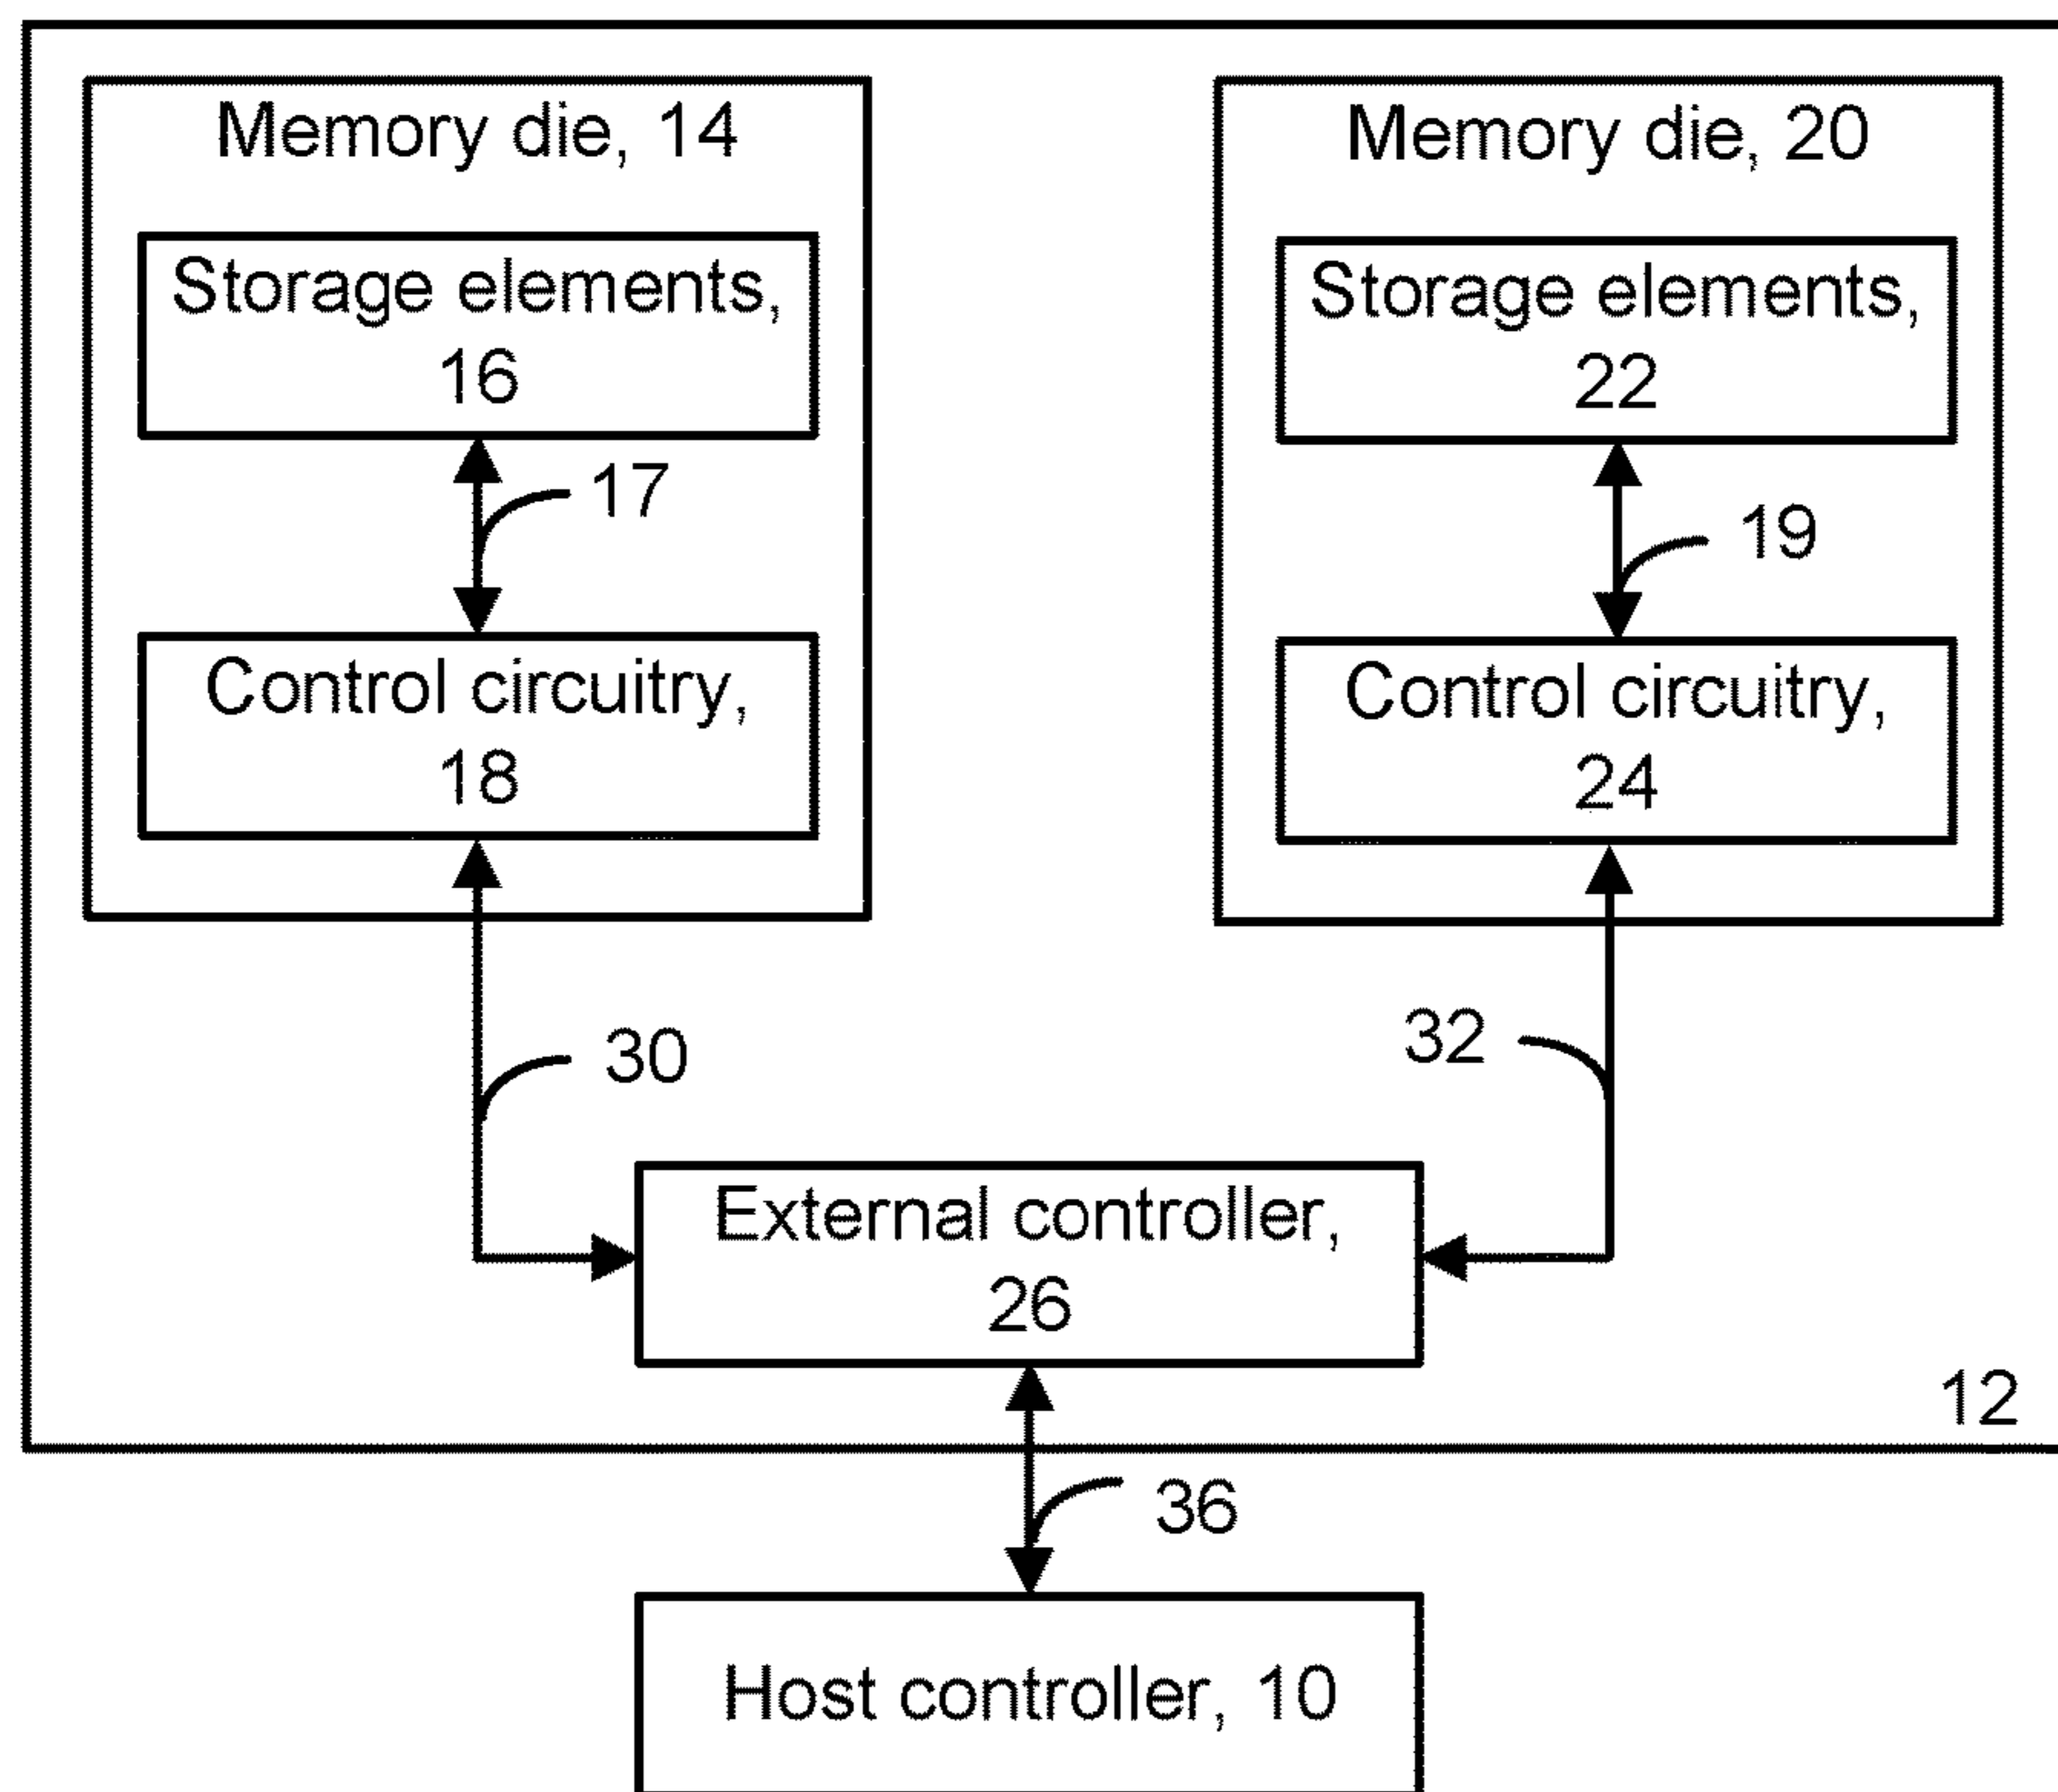 Memory die, 14
Storage elements,
16
17
Control circuitry,
18
30
Memory die, 20
Storage elements,
22
19
Control circuitry,
24
32
External controller,
26
12
36
Host controller, 10